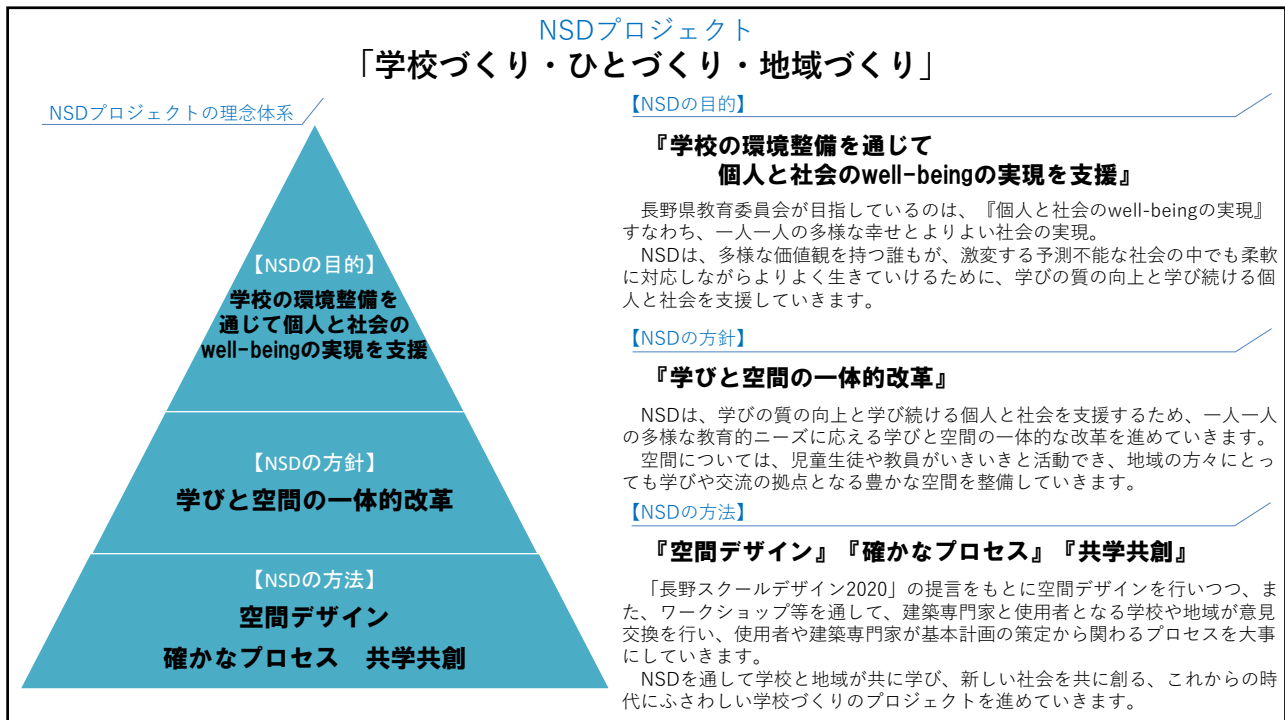 NSDプロジェクト
「学校づくり・ひとづくり・地域づくり」
NSDプロジェクトの理念体系
【NSDの目的】
学校の環境整備を
通じて個人と社会の
well-beingの実現を支援
【NSDの方針】
学びと空間の一体的改革
【NSDの方法】
空間デザイン
確かなプロセス　共学共創
【NSDの目的】
『学校の環境整備を通じて
個人と社会のwell-beingの実現を支援』
長野県教育委員会が目指しているのは、『個人と社会のwell-beingの実現』
すなわち、一人一人の多様な幸せとよりよい社会の実現。
NSDは、多様な価値観を持つ誰もが、激変する予測不能な社会の中でも柔軟
に対応しながらよりよく生きていけるために、学びの質の向上と学び続ける個
人と社会を支援していきます。
【NSDの方針】
『学びと空間の一体的改革』
NSDは、学びの質の向上と学び続ける個人と社会を支援するため、一人一人
の多様な教育的ニーズに応える学びと空間の一体的な改革を進めていきます。
空間については、児童生徒や教員がいきいきと活動でき、地域の方々にとっ
ても学びや交流の拠点となる豊かな空間を整備していきます。
【NSDの方法】
『空間デザイン』『確かなプロセス』『共学共創』
「長野スクールデザイン2020」の提言をもとに空間デザインを行いつつ、ま
た、ワークショップ等を通して、建築専門家と使用者となる学校や地域が意見
交換を行い、使用者や建築専門家が基本計画の策定から関わるプロセスを大事
にしていきます。
NSDを通して学校と地域が共に学び、新しい社会を共に創る、これからの時
代にふさわしい学校づくりのプロジェクトを進めていきます。